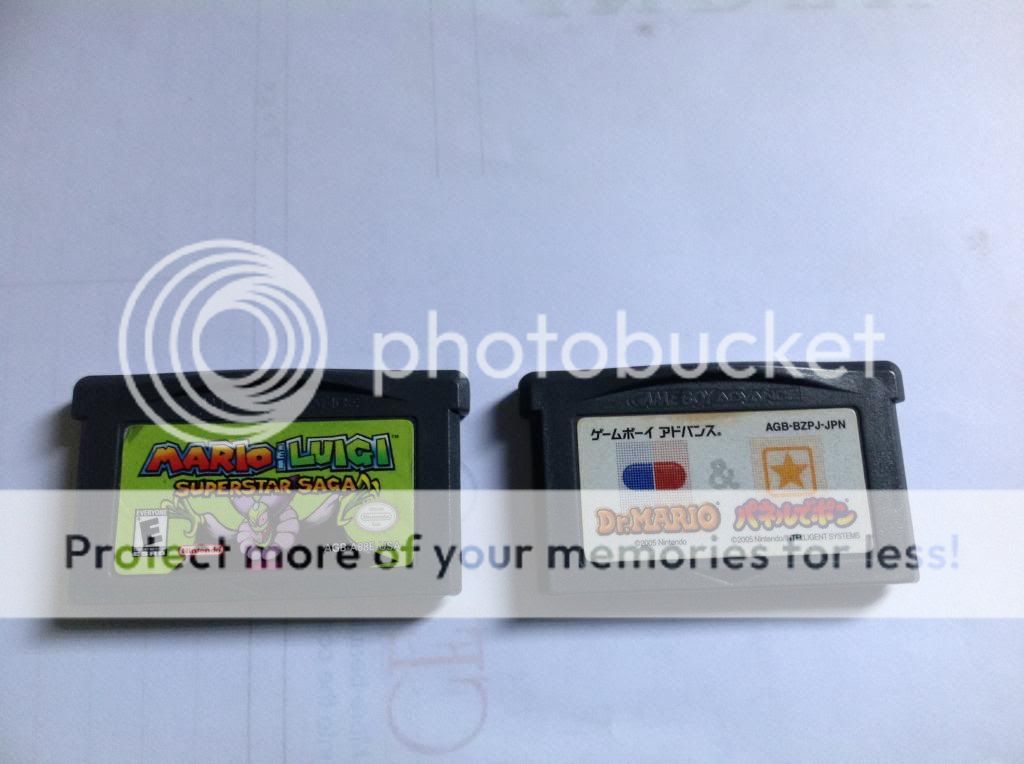 photobucket
GAME BOY ADVANCE
MARIO & LUIGI™
SUPERSTAR SAGA
EVERYONE
E
Nintendo
AGB-A88E-USA
ゲームボーイ アドバンス®
AGB-BZPJ-JPN
&
Dr. MARIO
パネルでポン
©2005 Nintendo
©2005 Nintendo/INTELLIGENT SYSTEMS
Protect more of your memories for less!